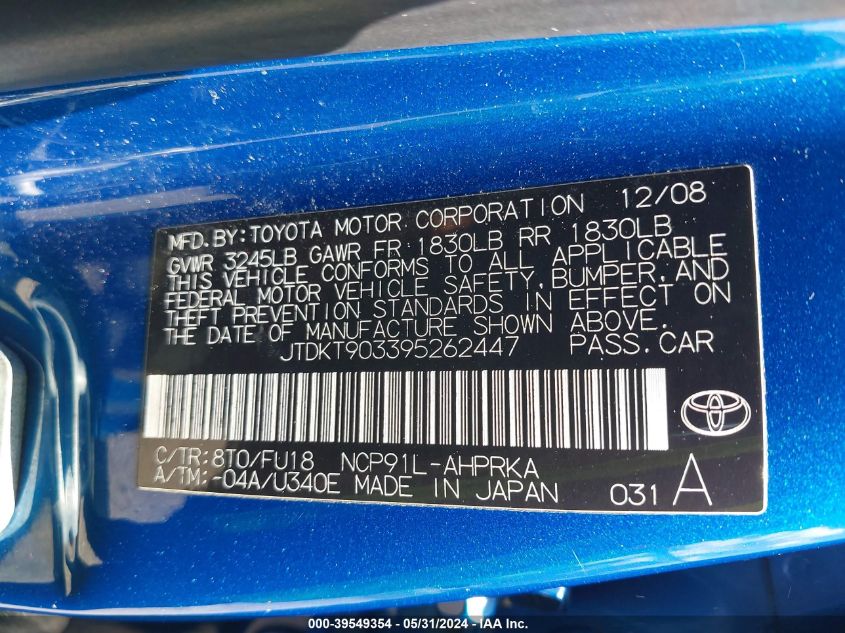 MFD. BY: TOYOTA MOTOR CORPORATION 12/08
GVWR 3245LB GAWR FR 1830LB RR 1830LB
THIS VEHICLE CONFORMS TO ALL APPLICABLE
FEDERAL MOTOR VEHICLE SAFETY, BUMPER, AND
THEFT PREVENTION STANDARDS IN EFFECT ON
THE DATE OF MANUFACTURE SHOWN ABOVE.
JTDKT903395262447 PASS. CAR
C/TR: 8T0/FU18 NCP91L-AHPRKA
A/TM: -04A/U340E MADE IN JAPAN 031 A
000-39549354 - 05/31/2024 - IAA Inc.